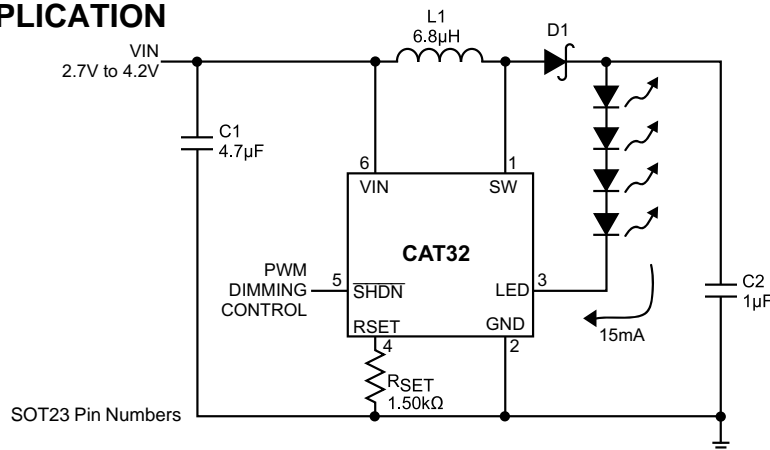 PLICATION
L1
6.8µH
D1
VIN
2.7V to 4.2V
C1
4.7µF
6
1
VIN
SW
CAT32
PWM
DIMMING
CONTROL
5
SHDN
LED
3
C2
1µF
15mA
RSET
GND
4
2
RSET
1.50kΩ
SOT23 Pin Numbers